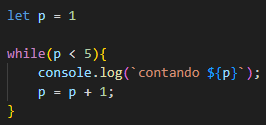 let p = 1

while(p < 5){
    console.log(`contando ${p}`);
    p = p + 1;
}